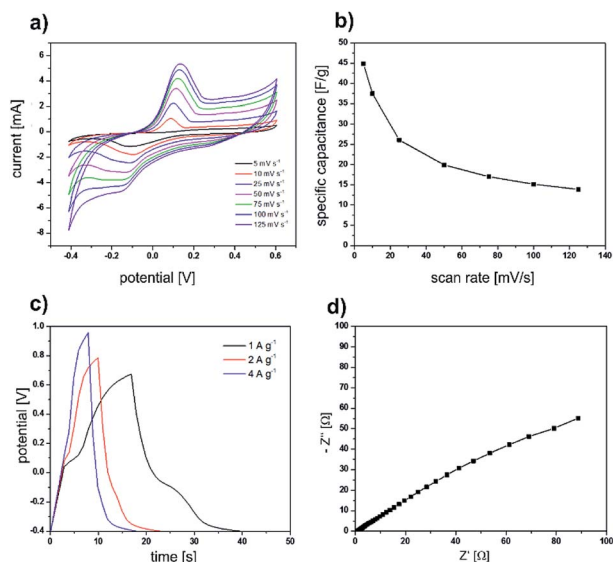 a)
current [mA]
6
4
2
0
-2
-4
-6
-8
-0.4 -0.2 0.0 0.2 0.4 0.6
potential [V]
5 mV s⁻¹
10 mV s⁻¹
25 mV s⁻¹
50 mV s⁻¹
75 mV s⁻¹
100 mV s⁻¹
125 mV s⁻¹
b)
specific capacitance [F/g]
50
45
40
35
30
25
20
15
10
5
0
0 20 40 60 80 100 120 140
scan rate [mV/s]
c)
potential [V]
1.0
0.8
0.6
0.4
0.2
0.0
-0.2
-0.4
0 10 20 30 40 50
time [s]
1 A g⁻¹
2 A g⁻¹
4 A g⁻¹
d)
- Z'' [Ω]
100
90
80
70
60
50
40
30
20
10
0
0 20 40 60 80 100
Z' [Ω]